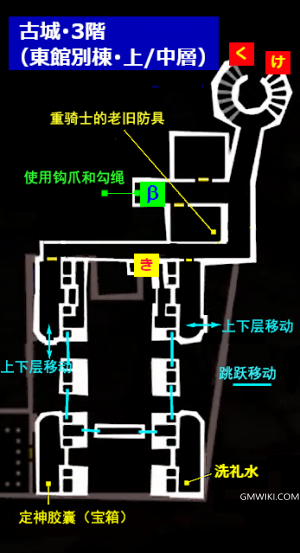 古城・3階
（東館別棟・上/中層）
く
け
重骑士的老旧防具
使用钩爪和勾绳
β
き
上下层移动
上下层移动
跳跃移动
洗礼水
GMWIKI.COM
定神胶囊（宝箱）